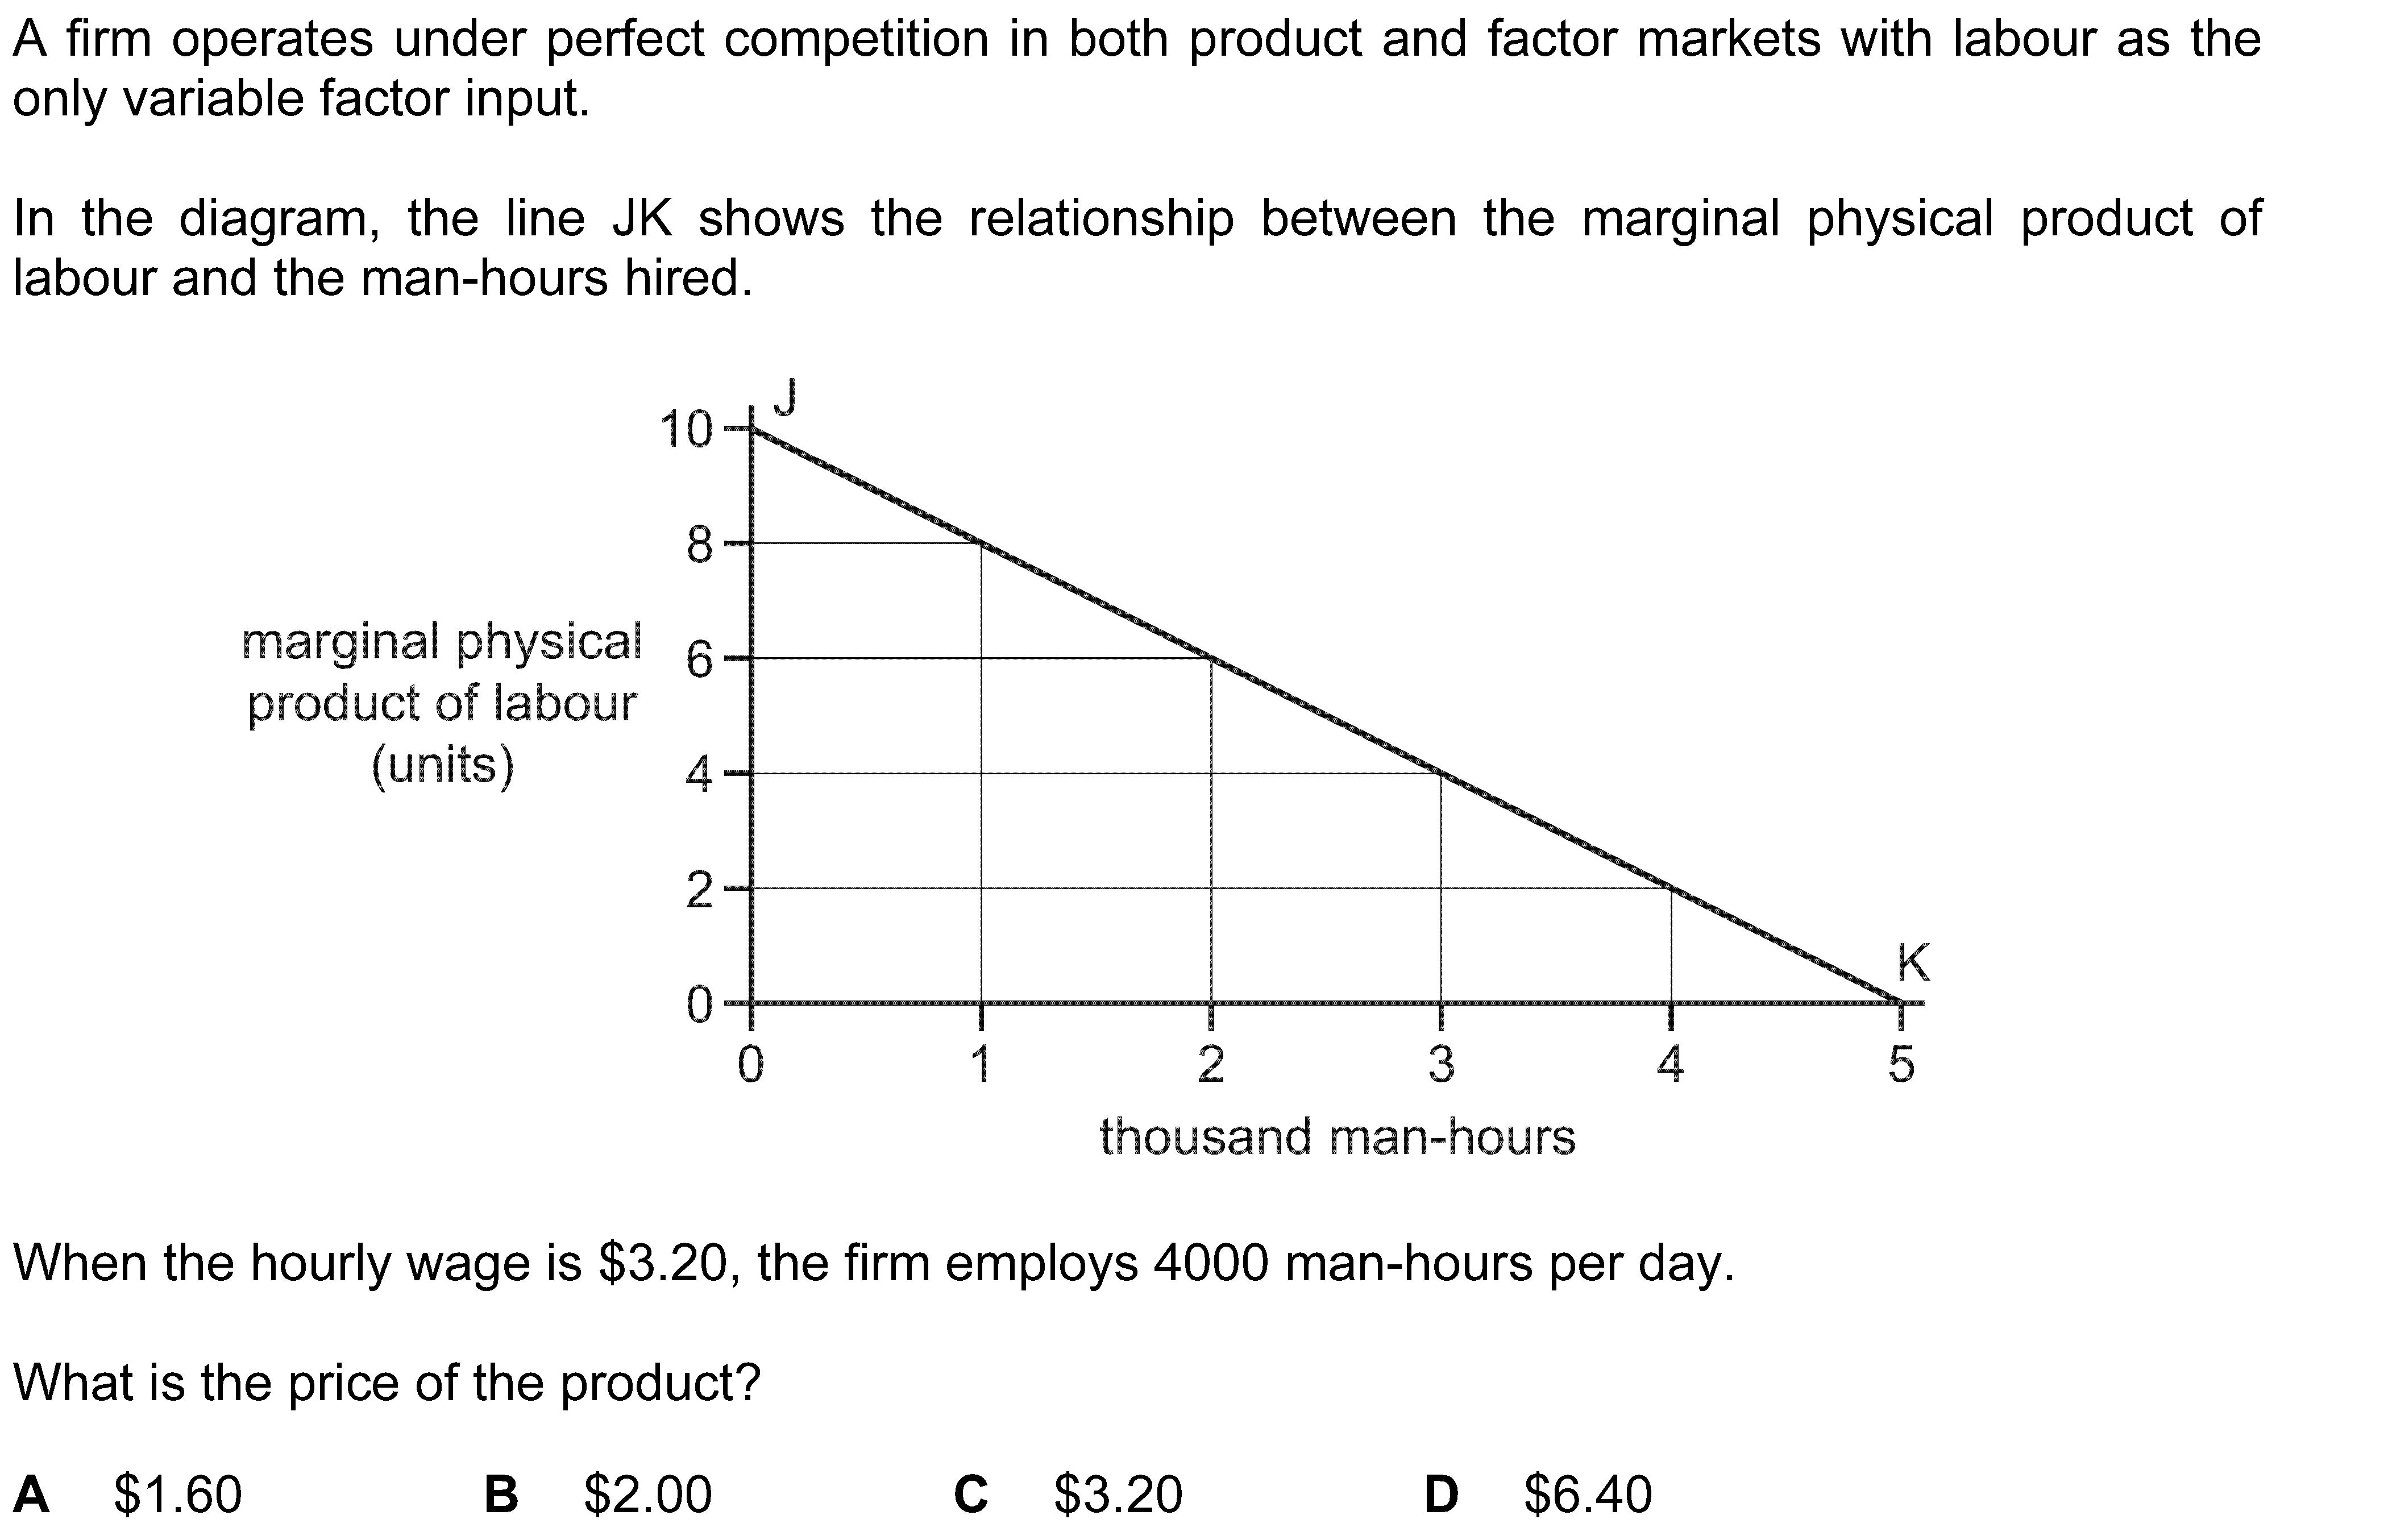 A firm operates under perfect competition in both product and factor markets with labour as the
only variable factor input.
In the diagram, the line JK shows the relationship between the marginal physical product of
labour and the man-hours hired.
J
10
8
6
4
2
0
marginal physical
product of labour
(units)
K
0 1 2 3 4 5
thousand man-hours
When the hourly wage is $3.20, the firm employs 4000 man-hours per day.
What is the price of the product?
A $1.60 B $2.00 C $3.20 D $6.40